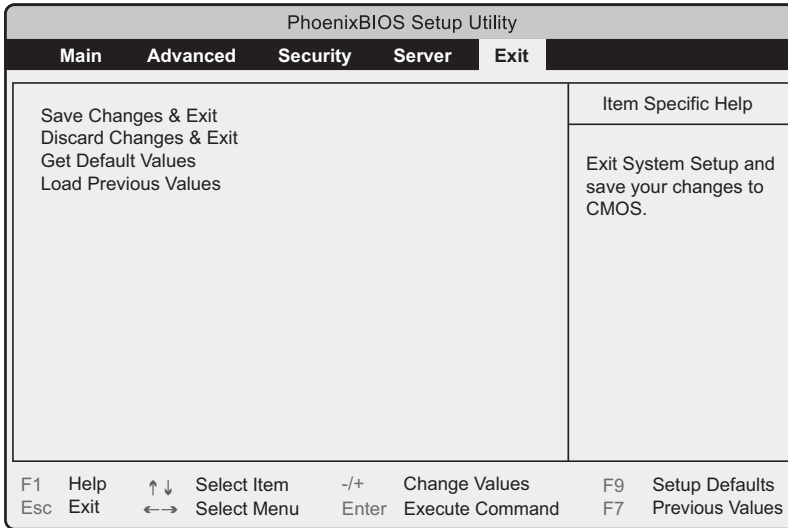 PhoenixBIOS Setup Utility
Main Advanced Security Server Exit
Save Changes & Exit
Discard Changes & Exit
Get Default Values
Load Previous Values
Item Specific Help
Exit System Setup and
save your changes to
CMOS.
F1 Help ↑↓ Select Item -/+ Change Values F9 Setup Defaults
Esc Exit ←→ Select Menu Enter Execute Command F7 Previous Values